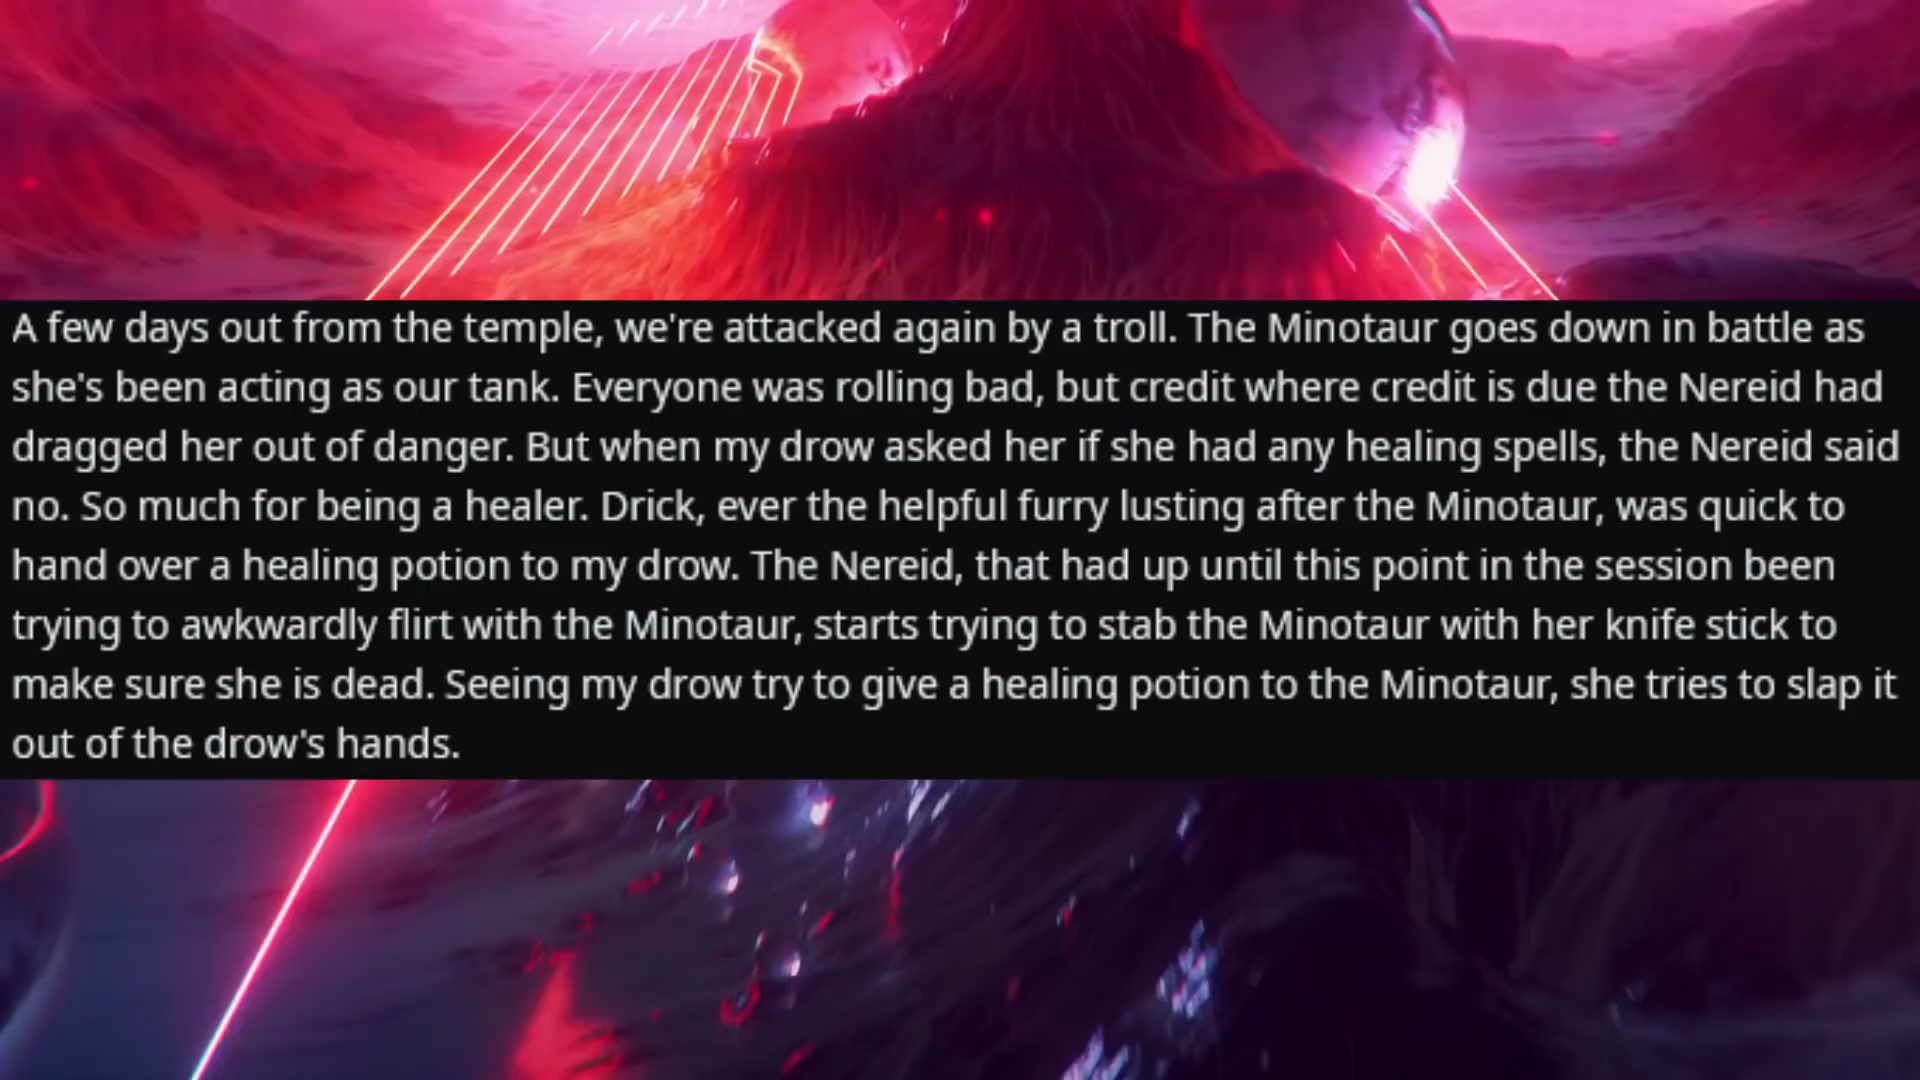 A few days out from the temple, we're attacked again by a troll. The Minotaur goes down in battle as
she's been acting as our tank. Everyone was rolling bad, but credit where credit is due the Nereid had
dragged her out of danger. But when my drow asked her if she had any healing spells, the Nereid said
no. So much for being a healer. Drick, ever the helpful furry lusting after the Minotaur, was quick to
hand over a healing potion to my drow. The Nereid, that had up until this point in the session been
trying to awkwardly flirt with the Minotaur, starts trying to stab the Minotaur with her knife stick to
make sure she is dead. Seeing my drow try to give a healing potion to the Minotaur, she tries to slap it
out of the drow's hands.